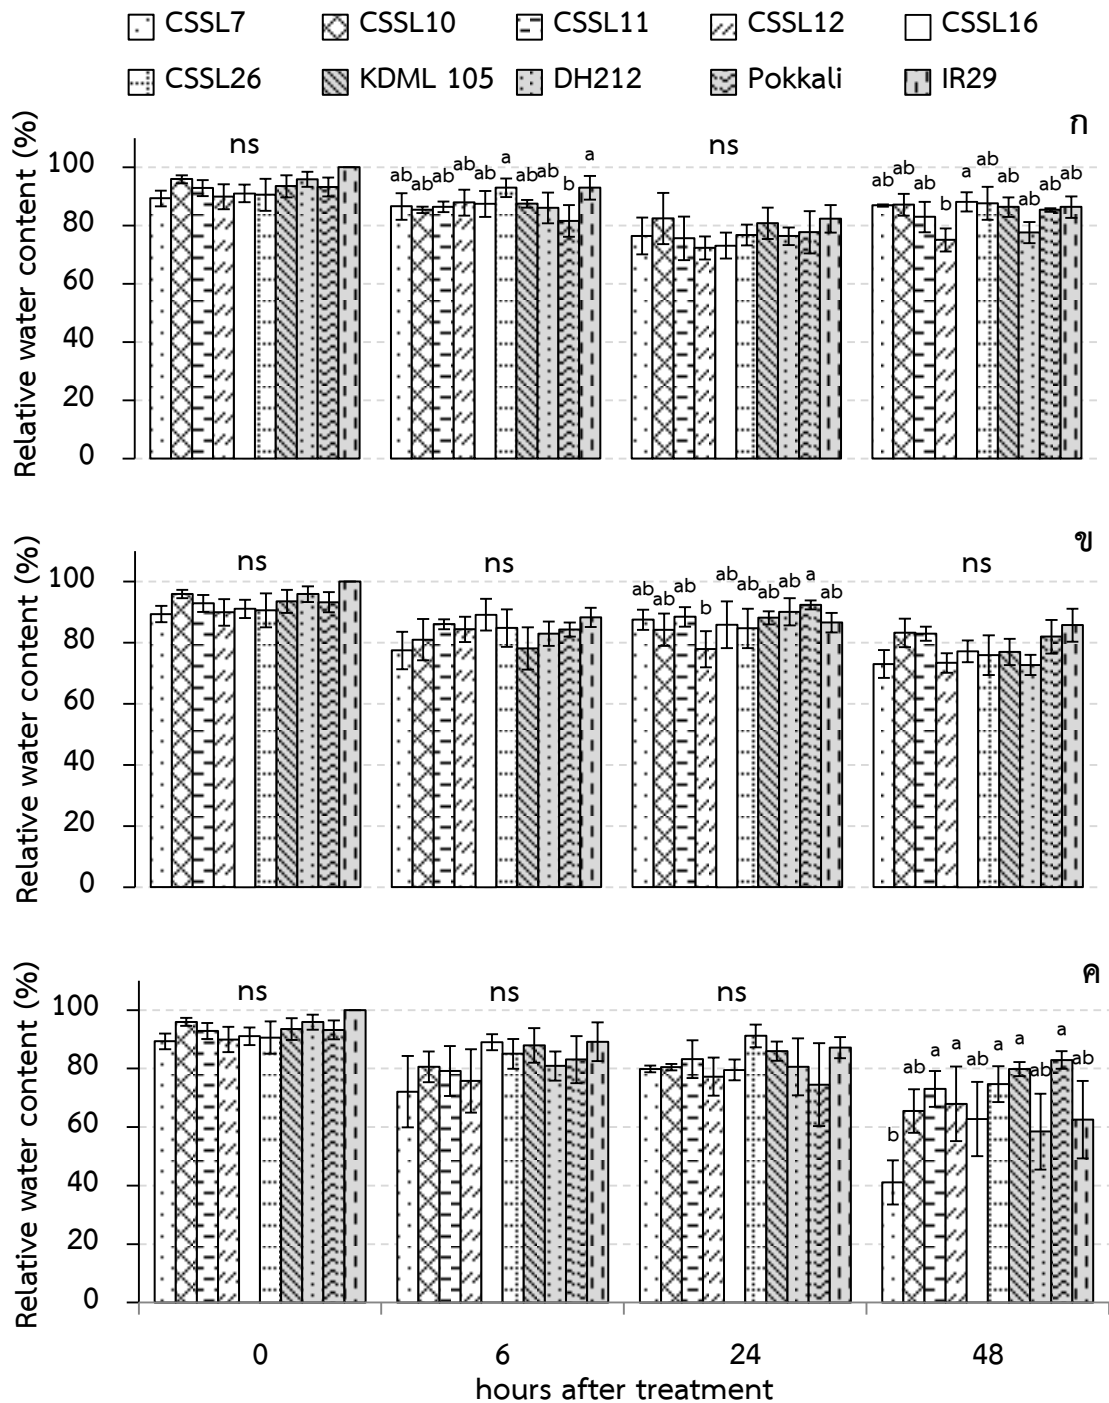 CSSL7 CSSL10 CSSL11 CSSL12 CSSL16
CSSL26 KDML 105 DH212 Pokkali IR29
ก
Relative water content (%)
100
80
60
40
20
0
ns
ab ab ab ab ab a ab ab b a
ns
ab ab ab b a ab ab ab ab ab
ข
Relative water content (%)
100
80
60
40
20
0
ns
ns
ab ab ab b ab ab ab ab a ab
ns
ค
Relative water content (%)
100
80
60
40
20
0
ns
ns
ns
b ab a a ab a a ab a ab
0 6 24 48
hours after treatment